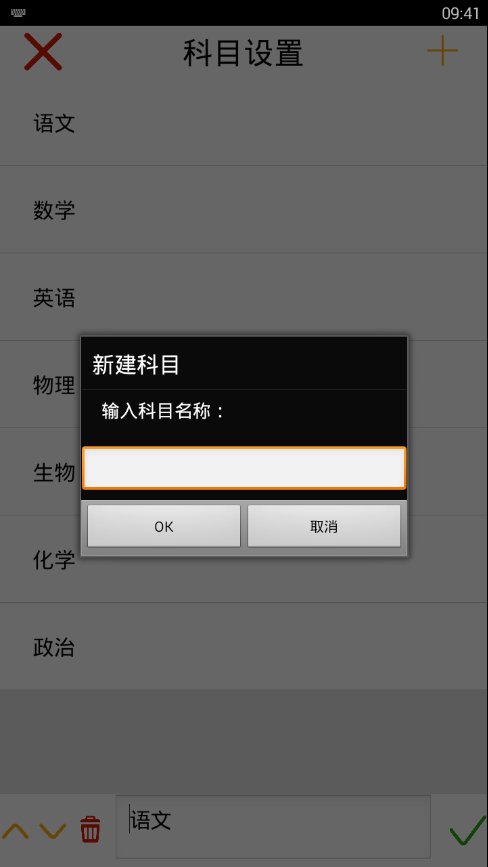 09:41
科目设置
语文
数学
英语
物理
生物
化学
政治
新建科目
输入科目名称：
OK
取消
语文